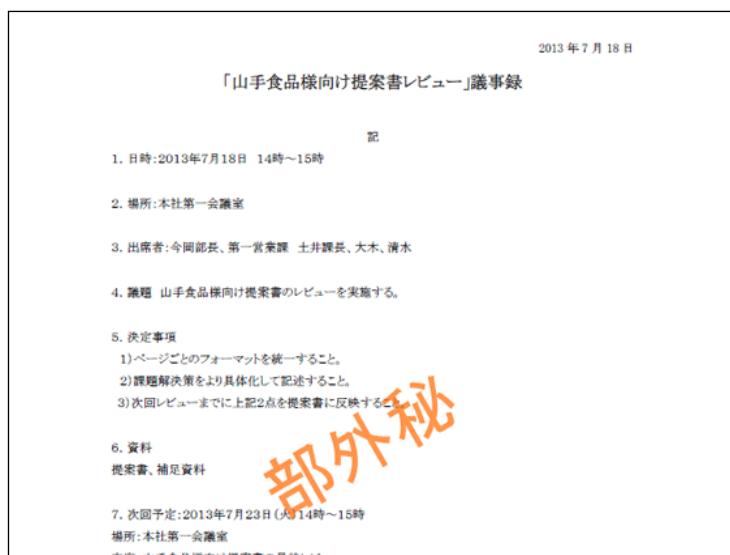 2013 年 7 月 18 日
「山手食品様向け提案書レビュー」議事録
記
1. 日時:2013年7月18日 14時～15時
2. 場所:本社第一会議室
3. 出席者:今岡部長、第一営業課 土井課長、大木、清水
4. 議題 山手食品様向け提案書のレビューを実施する。
5. 決定事項
1)ページごとのフォーマットを統一すること。
2)課題解決策をより具体化して記述すること。
3)次回レビューまでに上記2点を提案書に反映すること。
部外秘
6. 資料
提案書、補足資料
7. 次回予定:2013年7月23日(火)14時～15時
場所:本社第一会議室